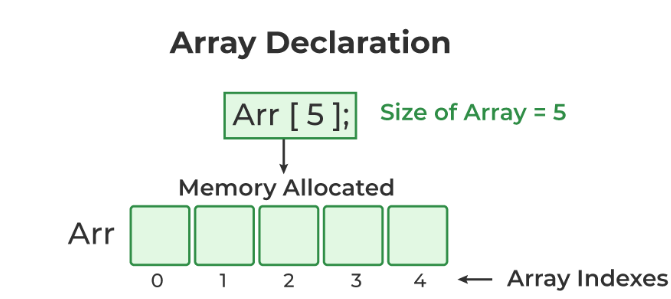 Array Declaration
Arr [ 5 ];
Size of Array = 5
Memory Allocated
Arr
0 1 2 3 4
Array Indexes